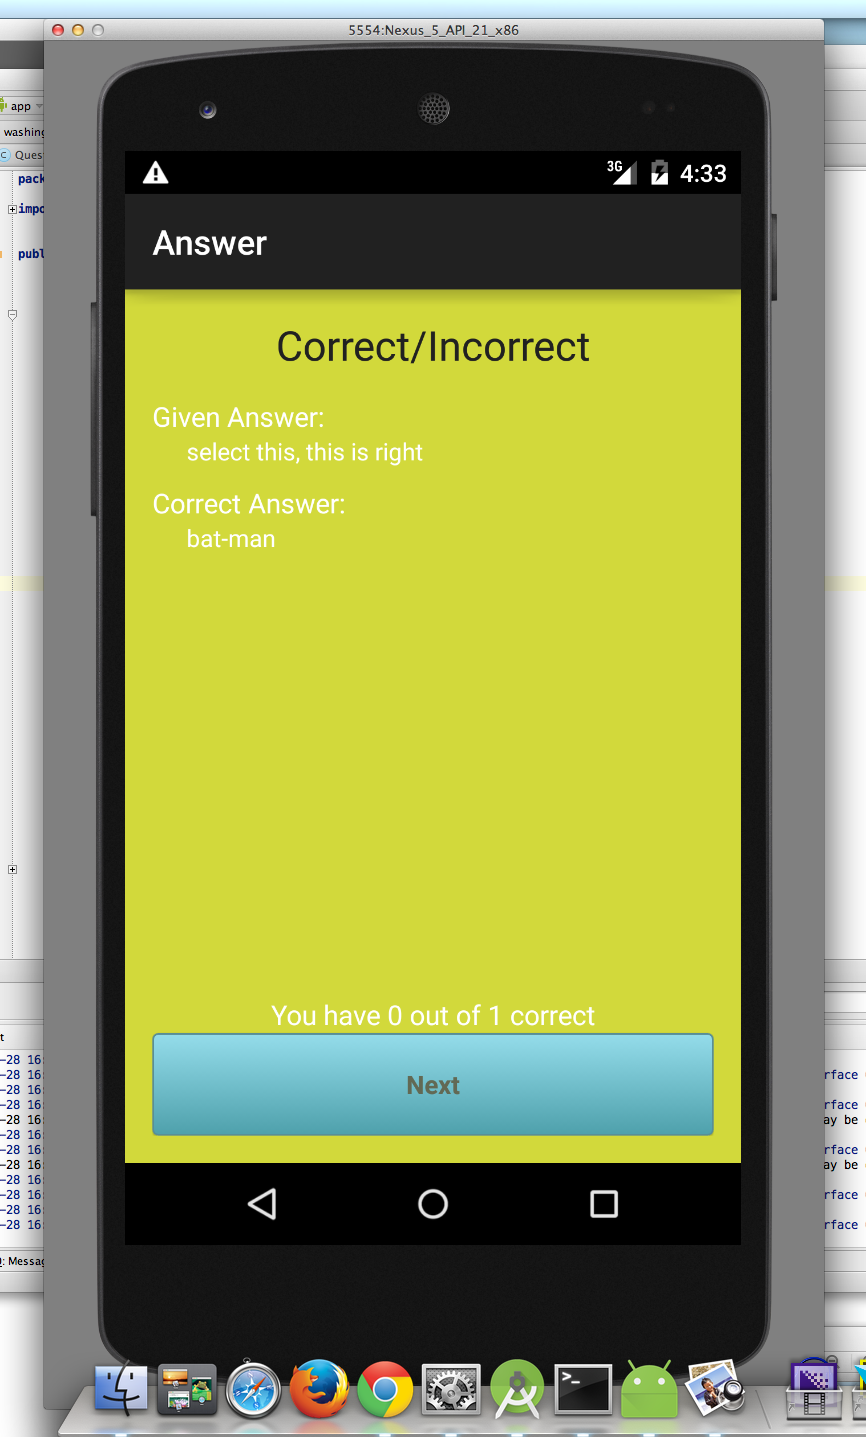 5554:Nexus_5_API_21_x86
app
washing
C Ques
pack
impo
publ
3G 4:33
Answer
Correct/Incorrect
Given Answer:
select this, this is right
Correct Answer:
bat-man
You have 0 out of 1 correct
Next
t
-28 16:
-28 16: rface
-28 16:
-28 16: rface
-28 16: ay be
-28 16:
-28 16: rface
-28 16: ay be
-28 16:
-28 16: rface
-28 16:
-28 16: rface
: Messag
>_